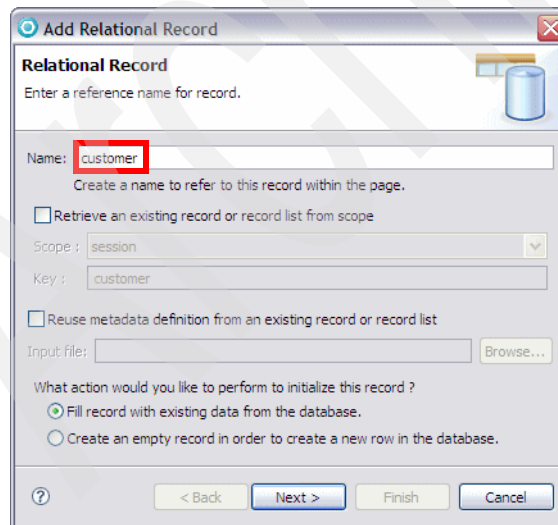 Add Relational Record
Relational Record
Enter a reference name for record.
Name: customer
Create a name to refer to this record within the page.
Retrieve an existing record or record list from scope
Scope : session
Key : customer
Reuse metadata definition from an existing record or record list
Input file: Browse...
What action would you like to perform to initialize this record ?
Fill record with existing data from the database.
Create an empty record in order to create a new row in the database.
? < Back Next > Finish Cancel